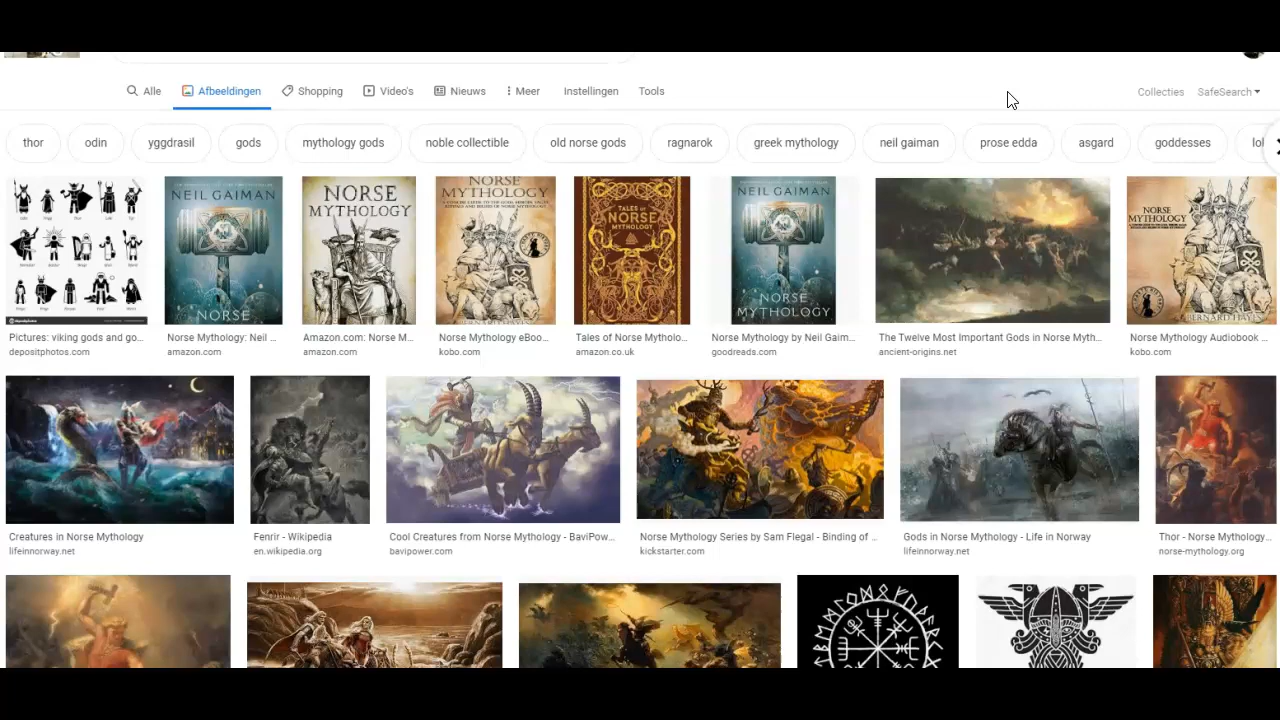 Alle Afbeeldingen Shopping Video's Nieuws Meer Instellingen Tools Collecties SafeSearch
thor odin yggdrasil gods mythology gods noble collectible old norse gods ragnarok greek mythology neil gaiman prose edda asgard goddesses lol
NEIL GAIMAN
NORSE
NORSE
MYTHOLOGY
NORSE
MYTHOLOGY
TALES of
NORSE
MYTHOLOGY
NEIL GAIMAN
NORSE
MYTHOLOGY
NORSE
MYTHOLOGY
BERNARD HAYES
Pictures: viking gods and go...
depositphotos.com
Norse Mythology: Neil ...
amazon.com
Amazon.com: Norse M...
amazon.com
Norse Mythology eBoo...
kobo.com
Tales of Norse Mytholo...
amazon.co.uk
Norse Mythology by Neil Gaim...
goodreads.com
The Twelve Most Important Gods in Norse Myth...
ancient-origins.net
Norse Mythology Audiobook ...
kobo.com
Creatures in Norse Mythology
lifeinnorway.net
Fenrir - Wikipedia
en.wikipedia.org
Cool Creatures from Norse Mythology - BaviPow...
bavipower.com
Norse Mythology Series by Sam Flegal - Binding of ...
kickstarter.com
Gods in Norse Mythology - Life in Norway
lifeinnorway.net
Thor - Norse Mythology...
norse-mythology.org